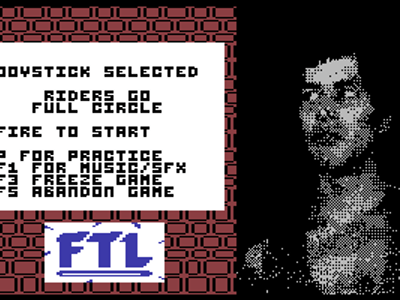 JOYSTICK SELECTED
RIDERS GO
FULL CIRCLE
FIRE TO START
P FOR PRACTICE
F1 FOR MUSIC/SFX
F3 FREEZE GAME
F5 ABANDON GAME
FTL